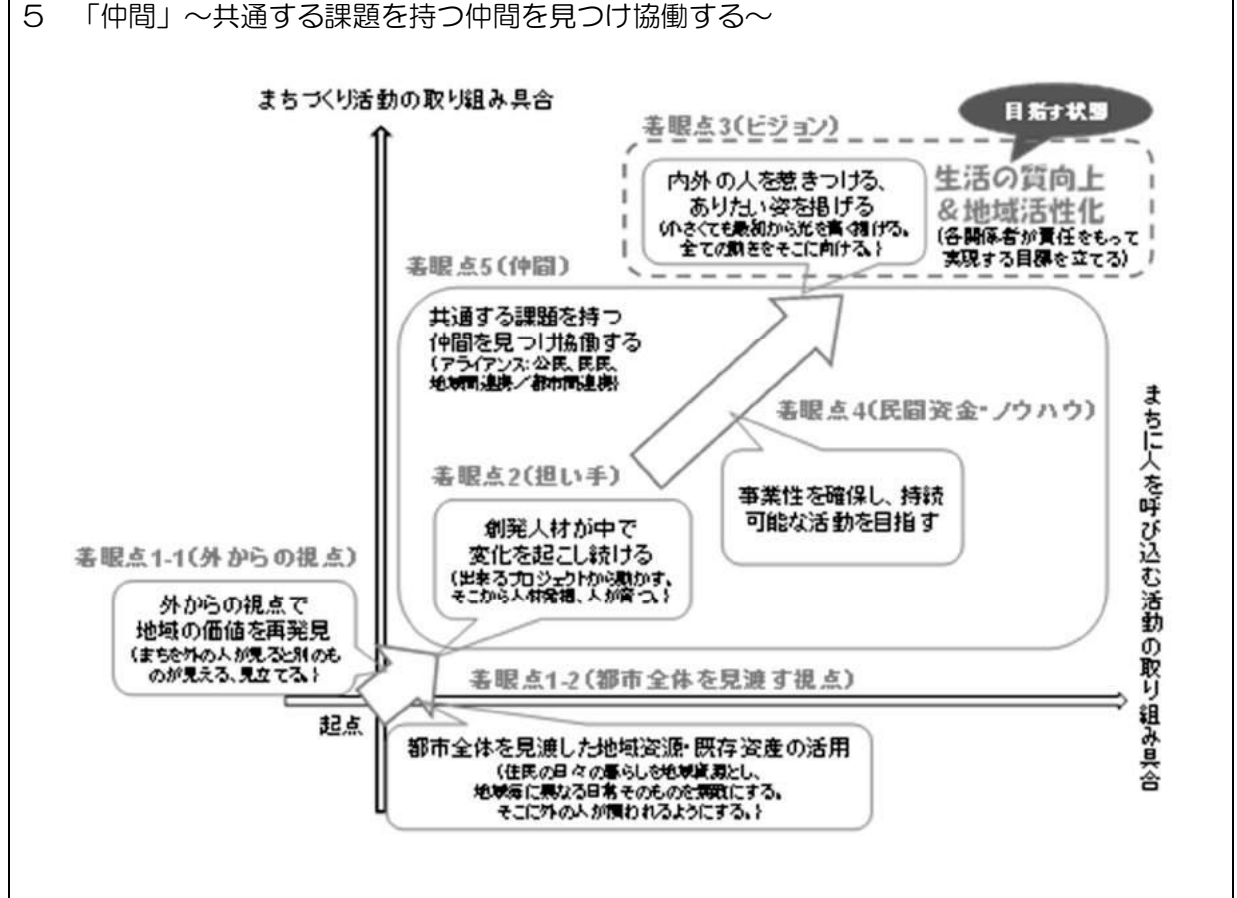 5 「仲間」～共通する課題を持つ仲間を見つけ協働する～
まちづくり活動の取り組み具合
目指す状態
着眼点3(ビジョン)
内外の人を惹きつける、
ありたい姿を掲げる
(小さくても最初から光を高く掲げる。
全ての動きをそこに向ける。)
生活の質向上
&地域活性化
(各関係者が責任をもって
実現する目標を立てる)
着眼点5(仲間)
共通する課題を持つ
仲間を見つけ協働する
(アライアンス:公民、民民、
地域間連携/都市間連携)
着眼点4(民間資金・ノウハウ)
事業性を確保し、持続
可能な活動を目指す
着眼点2(担い手)
創発人材が中で
変化を起こし続ける
(出来るプロジェクトから動かす。
そこから人材発掘、人が育つ。)
着眼点1-1(外からの視点)
外からの視点で
地域の価値を再発見
(まちを外の人が見ると別のも
のが見える、見立てる。)
着眼点1-2(都市全体を見渡す視点)
起点
都市全体を見渡した地域資源・既存資産の活用
(住民の日々の暮らしを地域資源とし、
地域毎に異なる日常そのものを素敵にする。
そこに外の人が関われるようにする。)
まちに人を呼び込む活動の取り組み具合